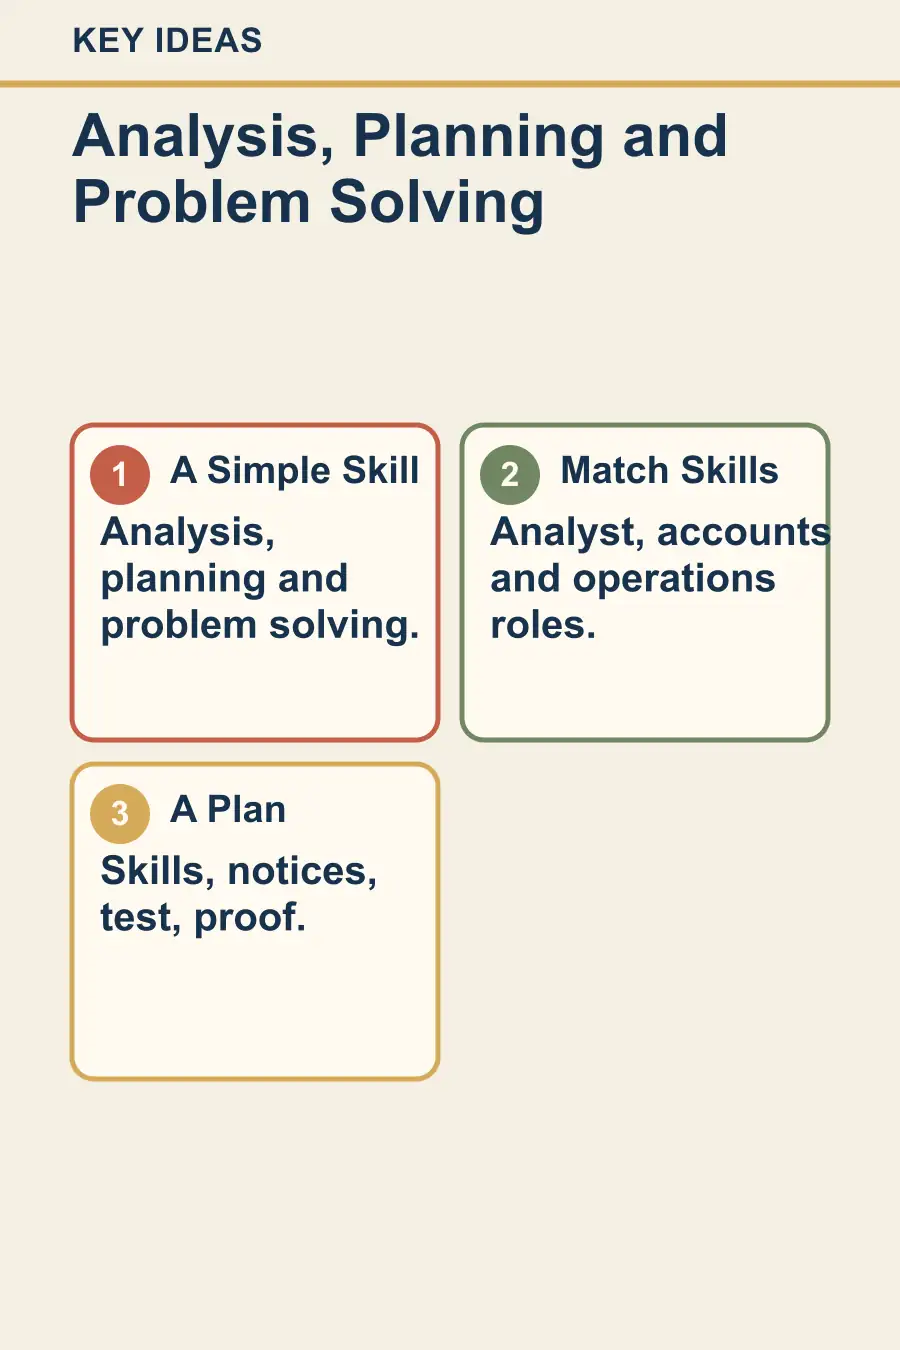 KEY IDEAS
Analysis, Planning and
Problem Solving
1 A Simple Skill
Analysis,
planning and
problem solving.
2 Match Skills
Analyst, accounts
and operations
roles.
3 A Plan
Skills, notices,
test, proof.